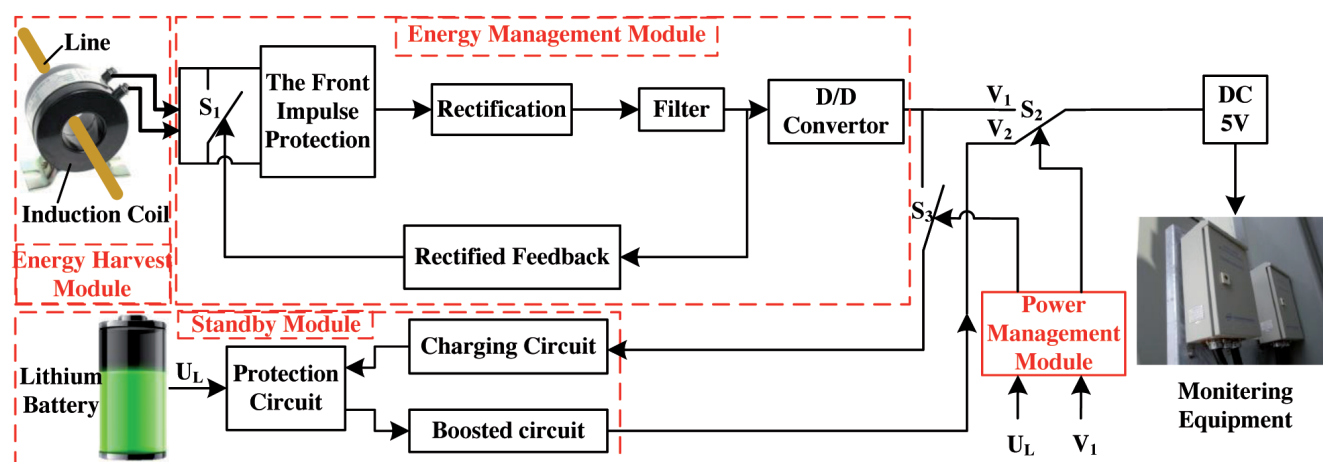 Line
Induction Coil
Energy Harvest
Module
Energy Management Module
S1
The Front
Impulse
Protection
Rectification
Filter
D/D
Convertor
Rectified Feedback
V1
V2
S2
S3
DC
5V
Power
Management
Module
UL
V1
Monitering
Equipment
Standby Module
Lithium
Battery
UL
Protection
Circuit
Charging Circuit
Boosted circuit